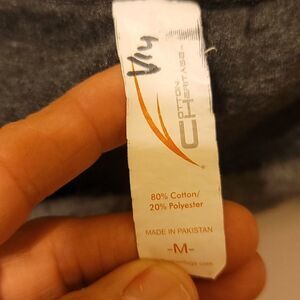 COTTON
HERITAGE
80% Cotton/
20% Polyester
MADE IN PAKISTAN
-M-